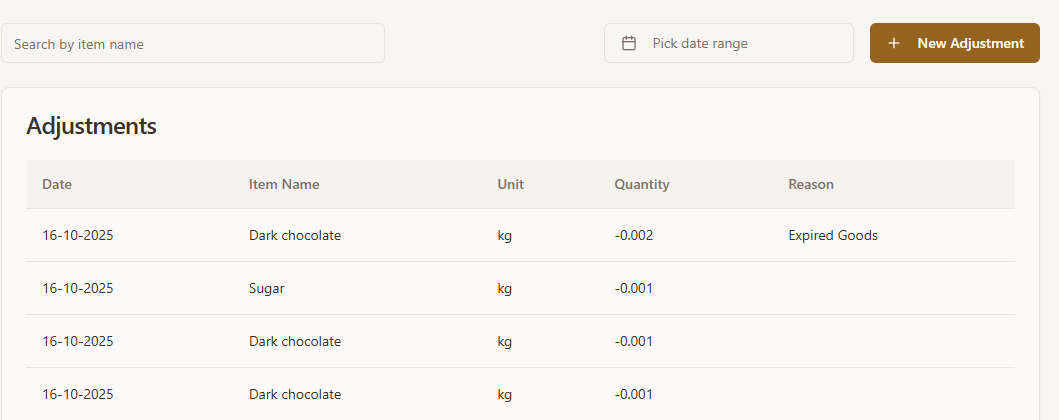 Search by item name Pick date range New Adjustment
Adjustments
Date Item Name Unit Quantity Reason
16-10-2025 Dark chocolate kg -0.002 Expired Goods
16-10-2025 Sugar kg -0.001
16-10-2025 Dark chocolate kg -0.001
16-10-2025 Dark chocolate kg -0.001